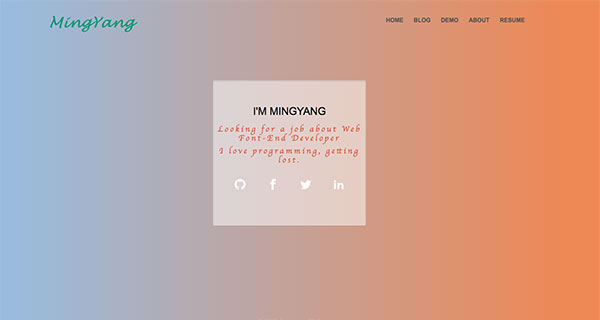 MingYang
HOME BLOG DEMO ABOUT RESUME
I'M MINGYANG
Looking for a job about Web
Font-End Developer
I love programming, getting
lost.